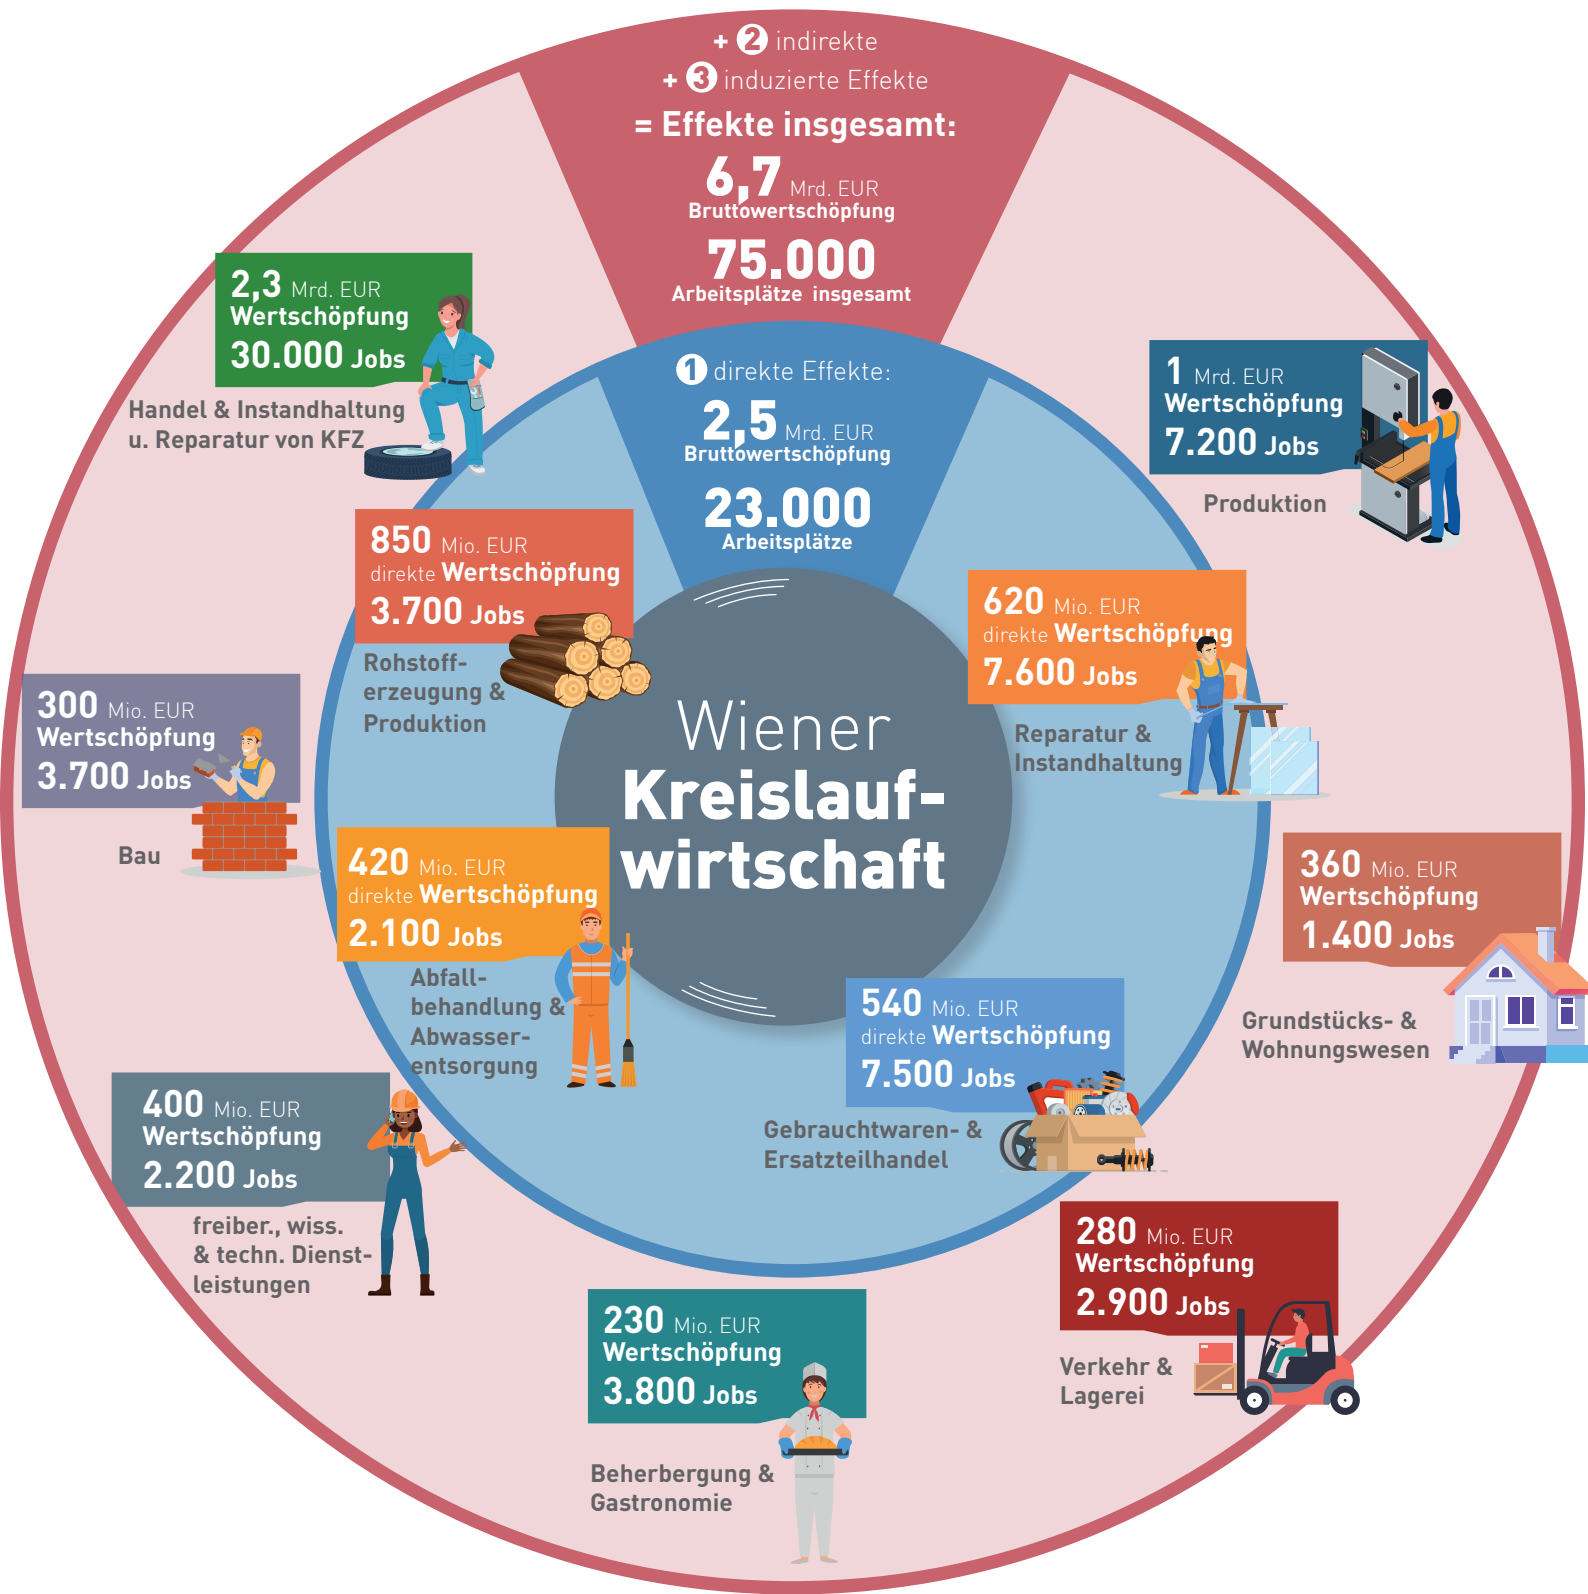 + 2 indirekte
+ 3 induzierte Effekte
= Effekte insgesamt:
6,7 Mrd. EUR
Bruttowertschöpfung
75.000
Arbeitsplätze insgesamt
1 direkte Effekte:
2,5 Mrd. EUR
Bruttowertschöpfung
23.000
Arbeitsplätze
Wiener
Kreislauf-
wirtschaft
2,3 Mrd. EUR
Wertschöpfung
30.000 Jobs
Handel & Instandhaltung
u. Reparatur von KFZ
1 Mrd. EUR
Wertschöpfung
7.200 Jobs
Produktion
850 Mio. EUR
direkte Wertschöpfung
3.700 Jobs
Rohstoff-
erzeugung &
Produktion
620 Mio. EUR
direkte Wertschöpfung
7.600 Jobs
Reparatur &
Instandhaltung
300 Mio. EUR
Wertschöpfung
3.700 Jobs
Bau
420 Mio. EUR
direkte Wertschöpfung
2.100 Jobs
Abfall-
behandlung &
Abwasser-
entsorgung
360 Mio. EUR
Wertschöpfung
1.400 Jobs
Grundstücks- &
Wohnungswesen
540 Mio. EUR
direkte Wertschöpfung
7.500 Jobs
Gebrauchtwaren- &
Ersatzteilhandel
400 Mio. EUR
Wertschöpfung
2.200 Jobs
freiber., wiss.
& techn. Dienst-
leistungen
280 Mio. EUR
Wertschöpfung
2.900 Jobs
Verkehr &
Lagerei
230 Mio. EUR
Wertschöpfung
3.800 Jobs
Beherbergung &
Gastronomie